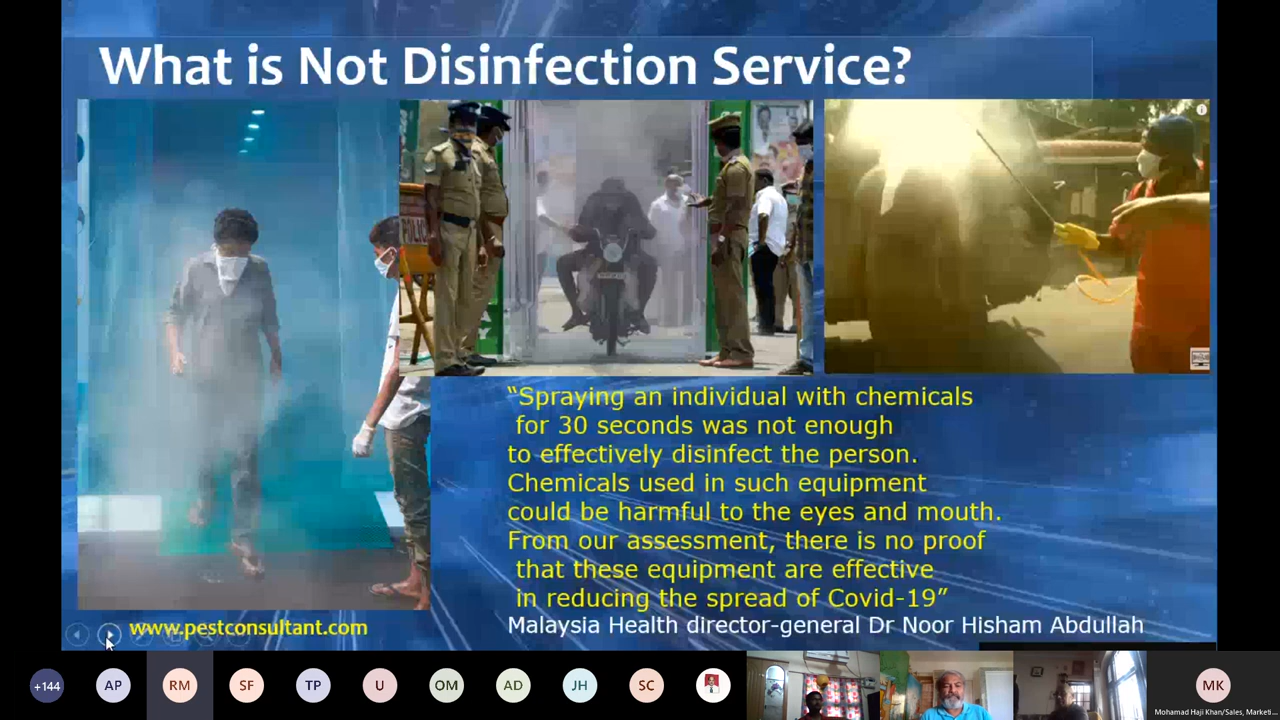 What is Not Disinfection Service?
POLICE
“Spraying an individual with chemicals
for 30 seconds was not enough
to effectively disinfect the person.
Chemicals used in such equipment
could be harmful to the eyes and mouth.
From our assessment, there is no proof
that these equipment are effective
in reducing the spread of Covid-19”
Malaysia Health director-general Dr Noor Hisham Abdullah
www.pestconsultant.com
+144
AP
RM
SF
TP
U
OM
AD
JH
SC
MK
Mohamad Haji Khan/Sales, Marketi...